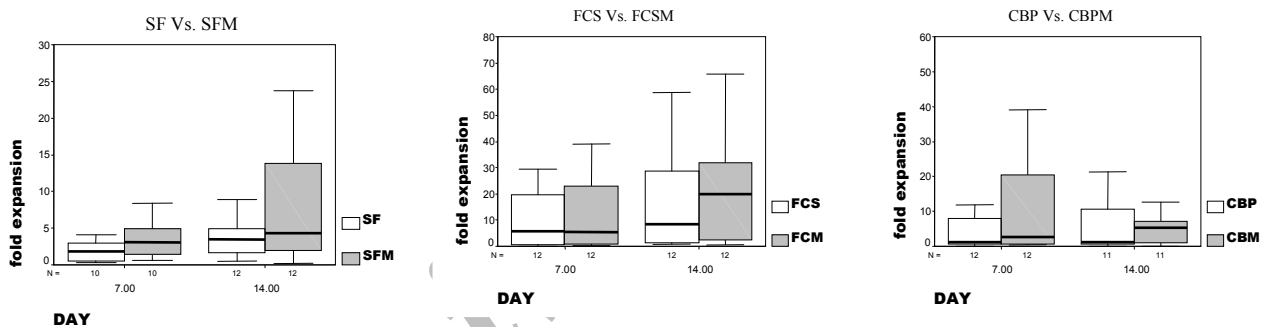 SF Vs. SFM
30
25
20
15
10
5
0
fold expansion
N =
10
10
12
12
7.00
14.00
DAY
SF
SFM
FCS Vs. FCSM
80
70
60
50
40
30
20
10
0
fold expansion
N =
12
12
12
12
7.00
14.00
DAY
FCS
FCM
CBP Vs. CBPM
60
50
40
30
20
10
0
fold expansion
N =
12
12
11
11
7.00
14.00
DAY
CBP
CBM